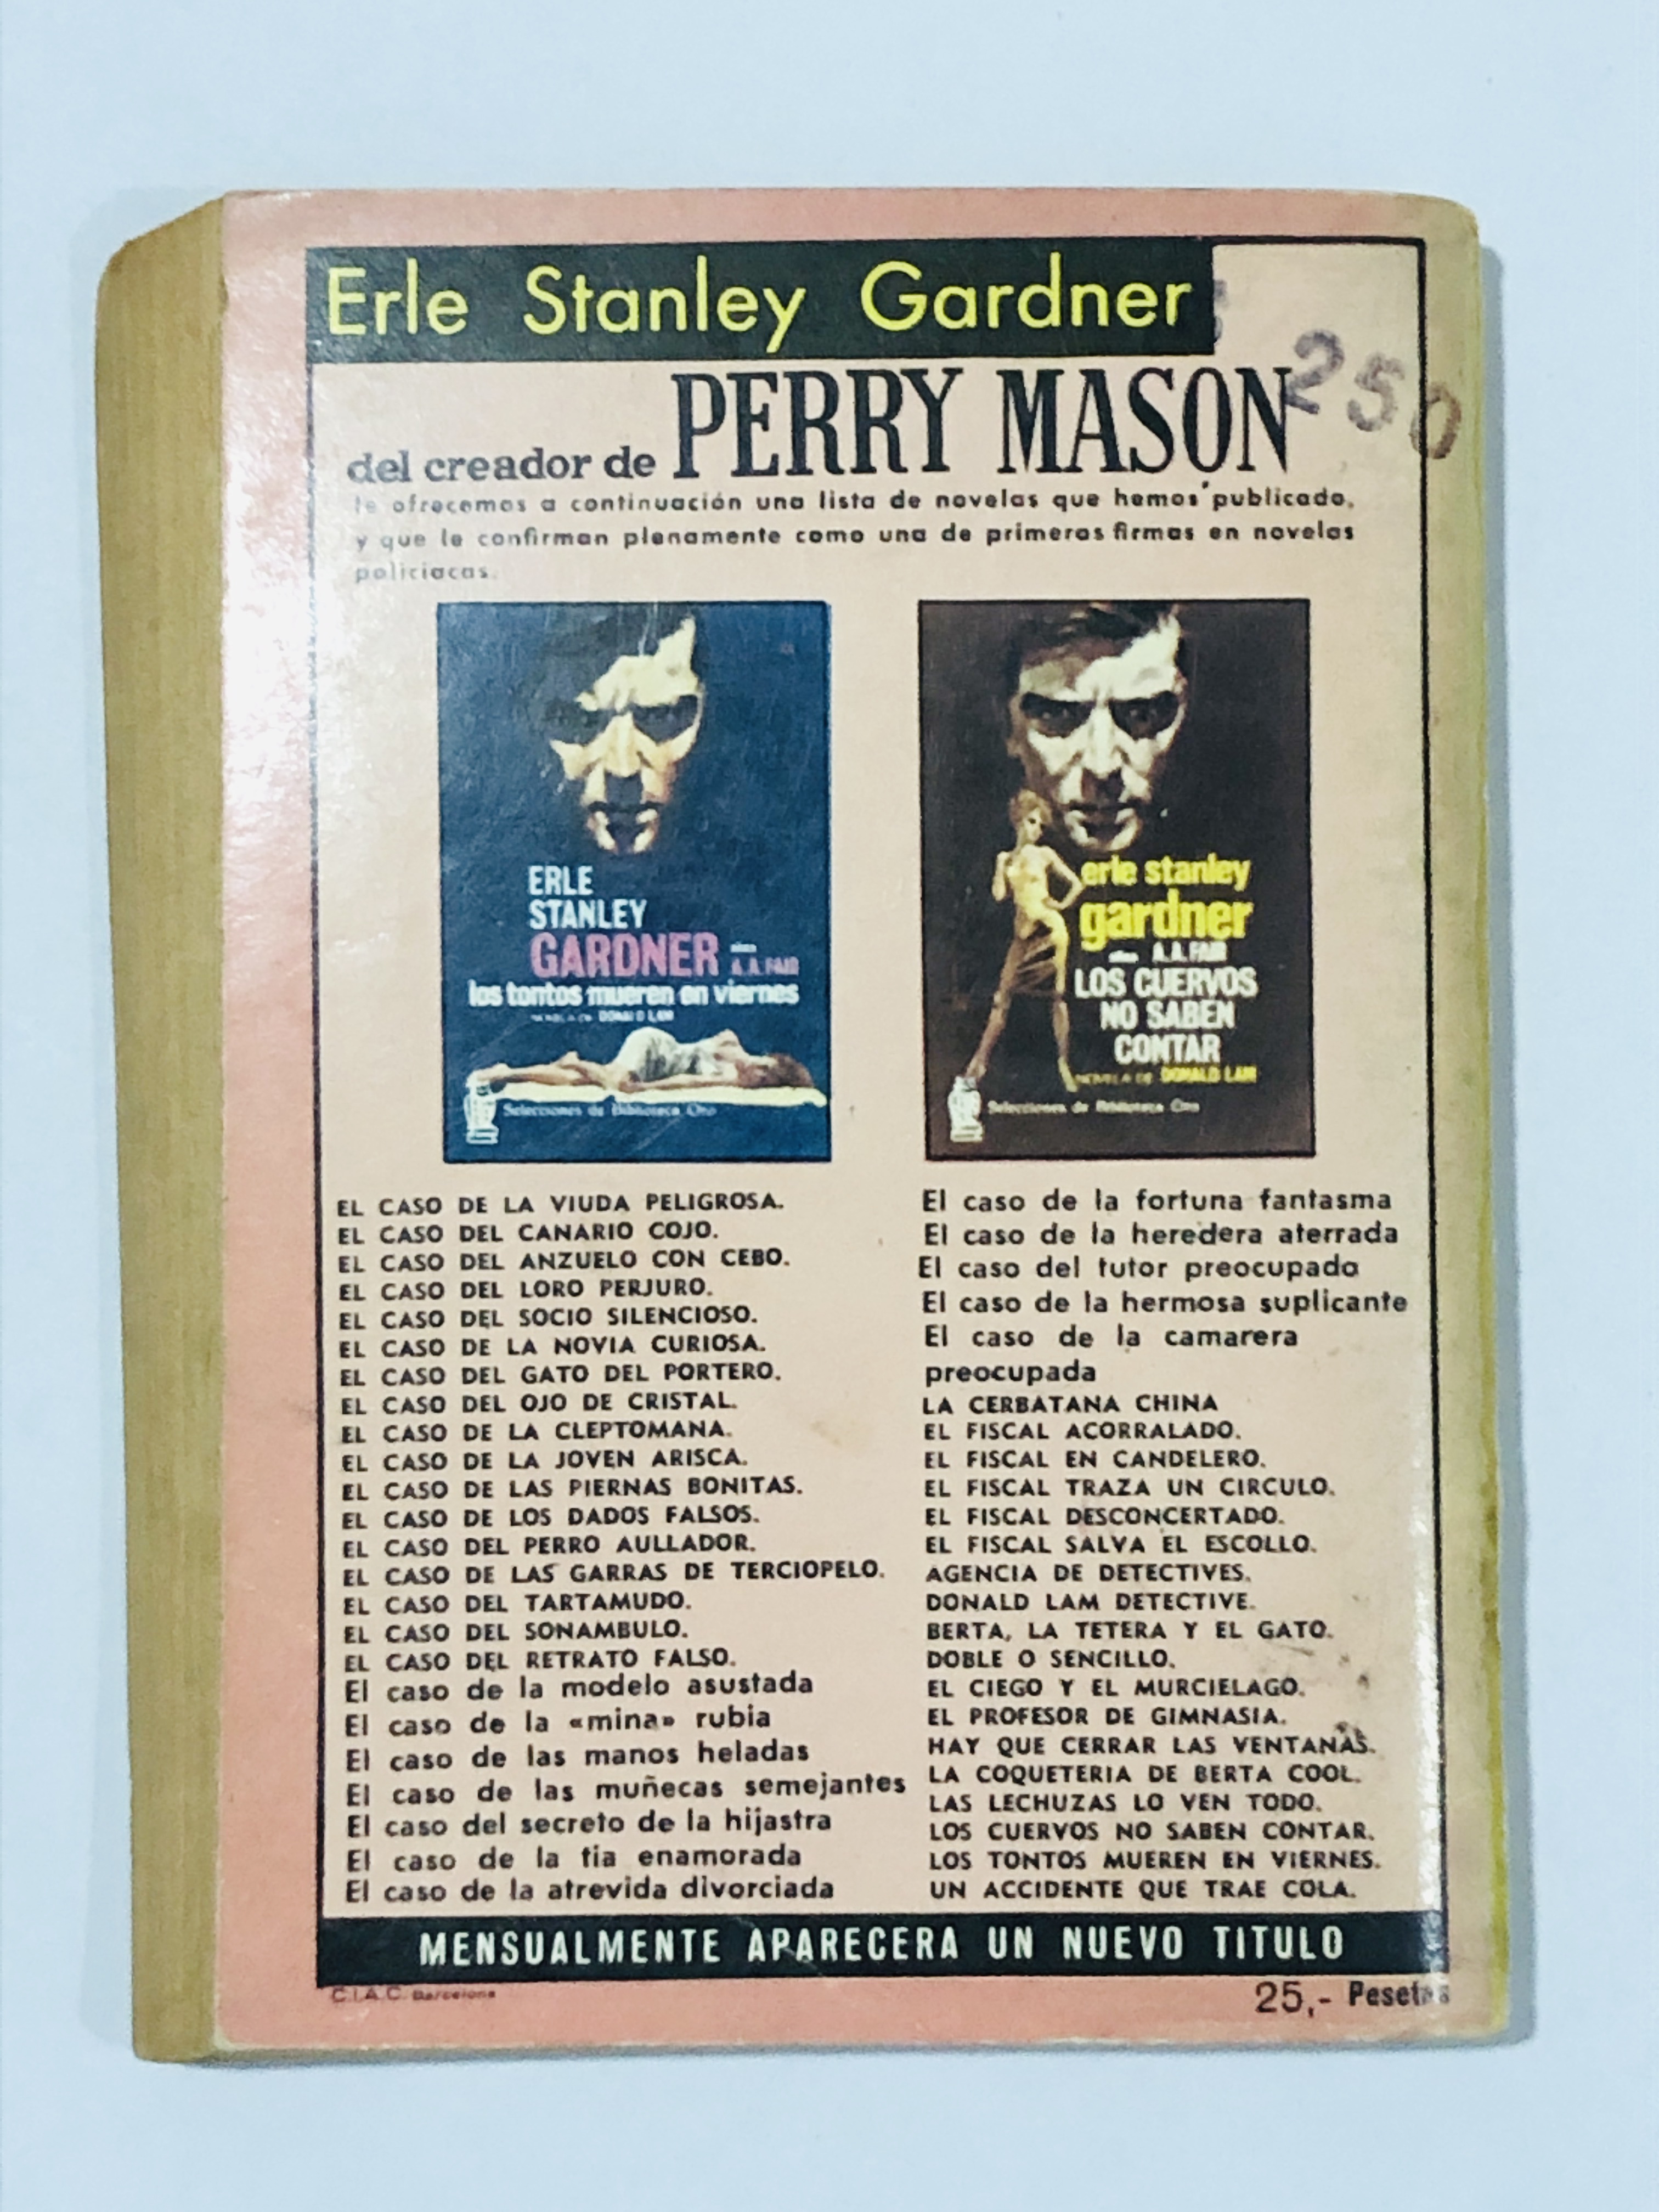 Erle Stanley Gardner
250
del creador de PERRY MASON
le ofrecemos a continuación una lista de novelas que hemos publicado,
y que le confirman plenamente como una de primeras firmas en novelas
policiacas.
ERLE
STANLEY
GARDNER alias
A. A. FAIR
los tontos mueren en viernes
NOVELA DE DONALD LAM
Selecciones de Biblioteca Oro
erle stanley
gardner
alias A. A. FAIR
LOS CUERVOS
NO SABEN
CONTAR
NOVELA DE DONALD LAM
Selecciones de Biblioteca Oro
EL CASO DE LA VIUDA PELIGROSA.
EL CASO DEL CANARIO COJO.
EL CASO DEL ANZUELO CON CEBO.
EL CASO DEL LORO PERJURO.
EL CASO DEL SOCIO SILENCIOSO.
EL CASO DE LA NOVIA CURIOSA.
EL CASO DEL GATO DEL PORTERO.
EL CASO DEL OJO DE CRISTAL.
EL CASO DE LA CLEPTOMANA.
EL CASO DE LA JOVEN ARISCA.
EL CASO DE LAS PIERNAS BONITAS.
EL CASO DE LOS DADOS FALSOS.
EL CASO DEL PERRO AULLADOR.
EL CASO DE LAS GARRAS DE TERCIOPELO.
EL CASO DEL TARTAMUDO.
EL CASO DEL SONAMBULO.
EL CASO DEL RETRATO FALSO.
El caso de la modelo asustada
El caso de la «mina» rubia
El caso de las manos heladas
El caso de las muñecas semejantes
El caso del secreto de la hijastra
El caso de la tia enamorada
El caso de la atrevida divorciada
El caso de la fortuna fantasma
El caso de la heredera aterrada
El caso del tutor preocupado
El caso de la hermosa suplicante
El caso de la camarera
preocupada
LA CERBATANA CHINA
EL FISCAL ACORRALADO.
EL FISCAL EN CANDELERO.
EL FISCAL TRAZA UN CIRCULO.
EL FISCAL DESCONCERTADO.
EL FISCAL SALVA EL ESCOLLO.
AGENCIA DE DETECTIVES.
DONALD LAM DETECTIVE.
BERTA, LA TETERA Y EL GATO.
DOBLE O SENCILLO.
EL CIEGO Y EL MURCIELAGO.
EL PROFESOR DE GIMNASIA.
HAY QUE CERRAR LAS VENTANAS.
LA COQUETERIA DE BERTA COOL.
LAS LECHUZAS LO VEN TODO.
LOS CUERVOS NO SABEN CONTAR.
LOS TONTOS MUEREN EN VIERNES.
UN ACCIDENTE QUE TRAE COLA.
MENSUALMENTE APARECERA UN NUEVO TITULO
C.I.A.C. Barcelona
25,- Pesetas